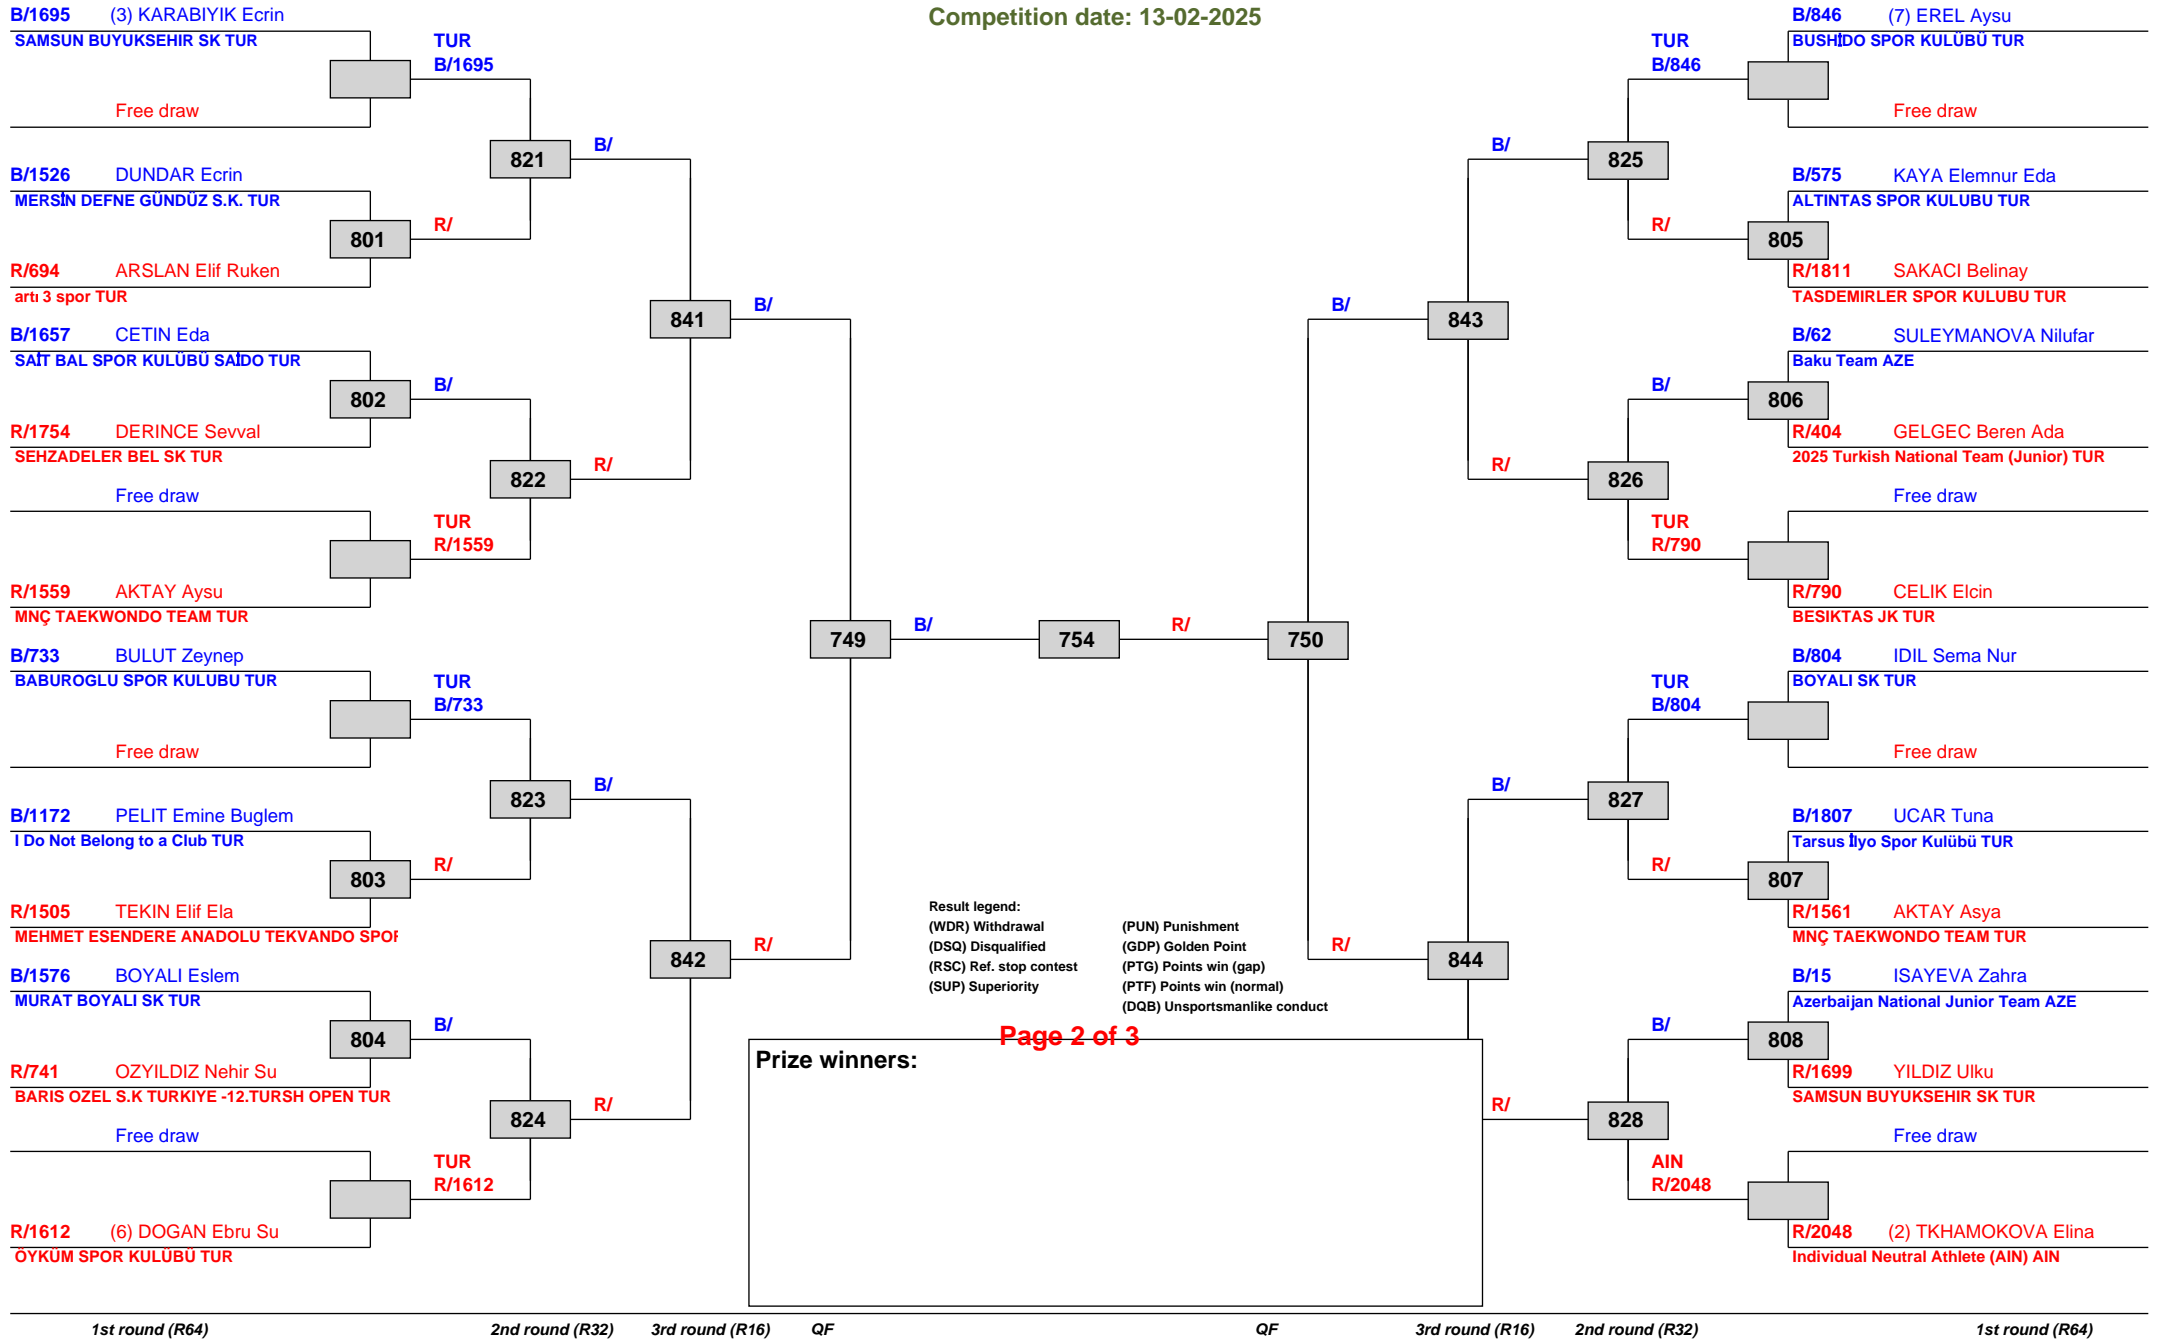 Competition date: 13-02-2025
B/1695 (3) KARABIYIK Ecrin
SAMSUN BUYUKSEHIR SK TUR
Free draw
TUR
B/1695
821
B/
B/1526 DUNDAR Ecrin
MERSİN DEFNE GÜNDÜZ S.K. TUR
801
R/
R/694 ARSLAN Elif Ruken
artı 3 spor TUR
841
B/
B/1657 CETIN Eda
SAİT BAL SPOR KULÜBÜ SAİDO TUR
802
B/
R/1754 DERINCE Sevval
SEHZADELER BEL SK TUR
822
R/
Free draw
TUR
R/1559
R/1559 AKTAY Aysu
MNÇ TAEKWONDO TEAM TUR
749
B/
754
R/
750
B/733 BULUT Zeynep
BABUROGLU SPOR KULUBU TUR
TUR
B/733
Free draw
823
B/
B/1172 PELIT Emine Buglem
I Do Not Belong to a Club TUR
803
R/
R/1505 TEKIN Elif Ela
MEHMET ESENDERE ANADOLU TEKVANDO SPOR
842
R/
B/1576 BOYALI Eslem
MURAT BOYALI SK TUR
804
B/
R/741 OZYILDIZ Nehir Su
BARIS OZEL S.K TURKIYE -12.TURSH OPEN TUR
824
R/
Free draw
TUR
R/1612
R/1612 (6) DOGAN Ebru Su
ÖYKÜM SPOR KULÜBÜ TUR
B/846 (7) EREL Aysu
BUSHİDO SPOR KULÜBÜ TUR
TUR
B/846
Free draw
B/
825
B/575 KAYA Elemnur Eda
ALTINTAS SPOR KULUBU TUR
R/
805
R/1811 SAKACI Belinay
TASDEMIRLER SPOR KULUBU TUR
B/
843
B/62 SULEYMANOVA Nilufar
Baku Team AZE
B/
806
R/404 GELGEC Beren Ada
2025 Turkish National Team (Junior) TUR
R/
826
Free draw
TUR
R/790
R/790 CELIK Elcin
BESIKTAS JK TUR
B/804 IDIL Sema Nur
BOYALI SK TUR
TUR
B/804
Free draw
B/
827
B/1807 UCAR Tuna
Tarsus İlyo Spor Kulübü TUR
R/
807
R/1561 AKTAY Asya
MNÇ TAEKWONDO TEAM TUR
R/
844
B/15 ISAYEVA Zahra
Azerbaijan National Junior Team AZE
B/
808
R/1699 YILDIZ Ulku
SAMSUN BUYUKSEHIR SK TUR
R/
828
Free draw
AIN
R/2048
R/2048 (2) TKHAMOKOVA Elina
Individual Neutral Athlete (AIN) AIN
Result legend:
(WDR) Withdrawal (PUN) Punishment
(DSQ) Disqualified (GDP) Golden Point
(RSC) Ref. stop contest (PTG) Points win (gap)
(SUP) Superiority (PTF) Points win (normal)
(DQB) Unsportsmanlike conduct
Page 2 of 3
Prize winners:
1st round (R64) 2nd round (R32) 3rd round (R16) QF QF 3rd round (R16) 2nd round (R32) 1st round (R64)